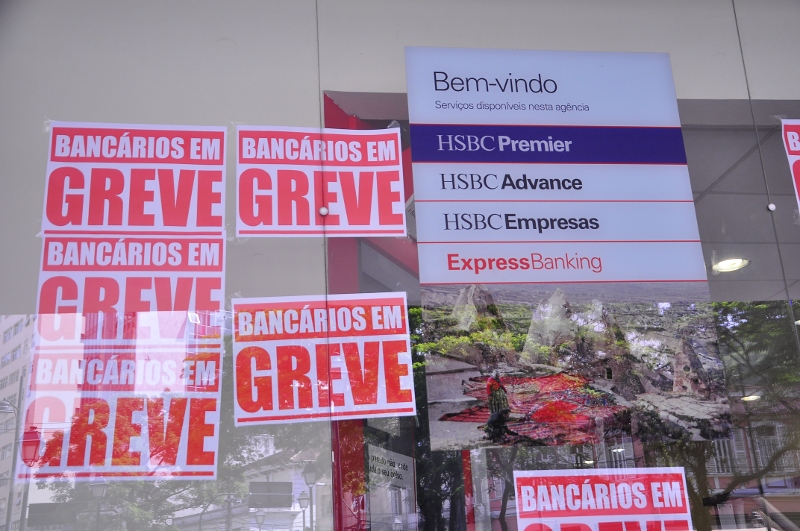 BANCÁRIOS EM
GREVE
BANCÁRIOS EM
GREVE
BANCÁRIOS EM
GREVE
BANCÁRIOS EM
GREVE
BANCÁRIOS EM
GREVE
Bem-vindo
Serviços disponíveis nesta agência
HSBC Premier
HSBC Advance
HSBC Empresas
ExpressBanking
BANCÁRIOS EM